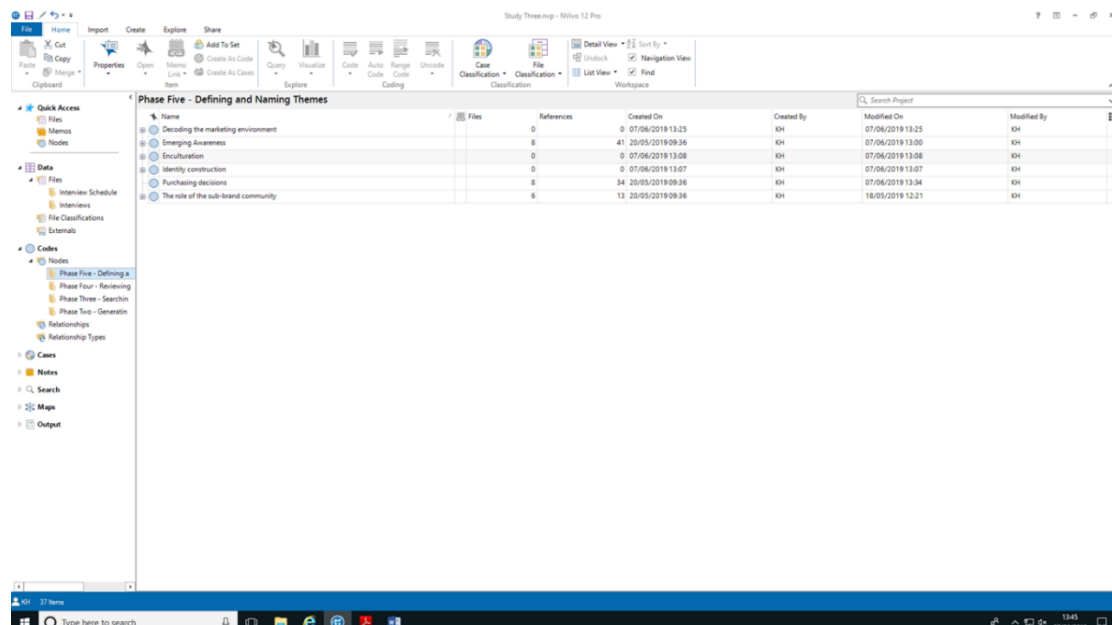 Study Three.nvp - NVivo 12 Pro
File Home Import Create Explore Share
Paste Cut Copy Merge Clipboard
Properties Open Memo Link Add To Set Create As Code Create As Cases Item
Query Visualize Explore
Code Auto Code Range Code Uncode Coding
Case Classification File Classification Classification
Detail View Sort By Undock Navigation View List View Find Workspace
Quick Access
Files
Memos
Nodes
Data
Files
Interview Schedule
Interviews
File Classifications
Externals
Codes
Nodes
Phase Five - Defining a
Phase Four - Reviewing
Phase Three - Searchin
Phase Two - Generatin
Relationships
Relationship Types
Cases
Notes
Search
Maps
Output
Phase Five - Defining and Naming Themes
Search Project
Name Files References Created On Created By Modified On Modified By
Decoding the marketing environment 0 0 07/06/2019 13:25 KH 07/06/2019 13:25 KH
Emerging Awareness 8 41 20/05/2019 09:36 KH 07/06/2019 13:00 KH
Enculturation 0 0 07/06/2019 13:08 KH 07/06/2019 13:08 KH
Identity construction 0 0 07/06/2019 13:07 KH 07/06/2019 13:07 KH
Purchasing decisions 8 34 20/05/2019 09:36 KH 07/06/2019 13:34 KH
The role of the sub-brand community 6 13 20/05/2019 09:36 KH 18/05/2019 12:21 KH
KH 37 Items
Type here to search
13:45